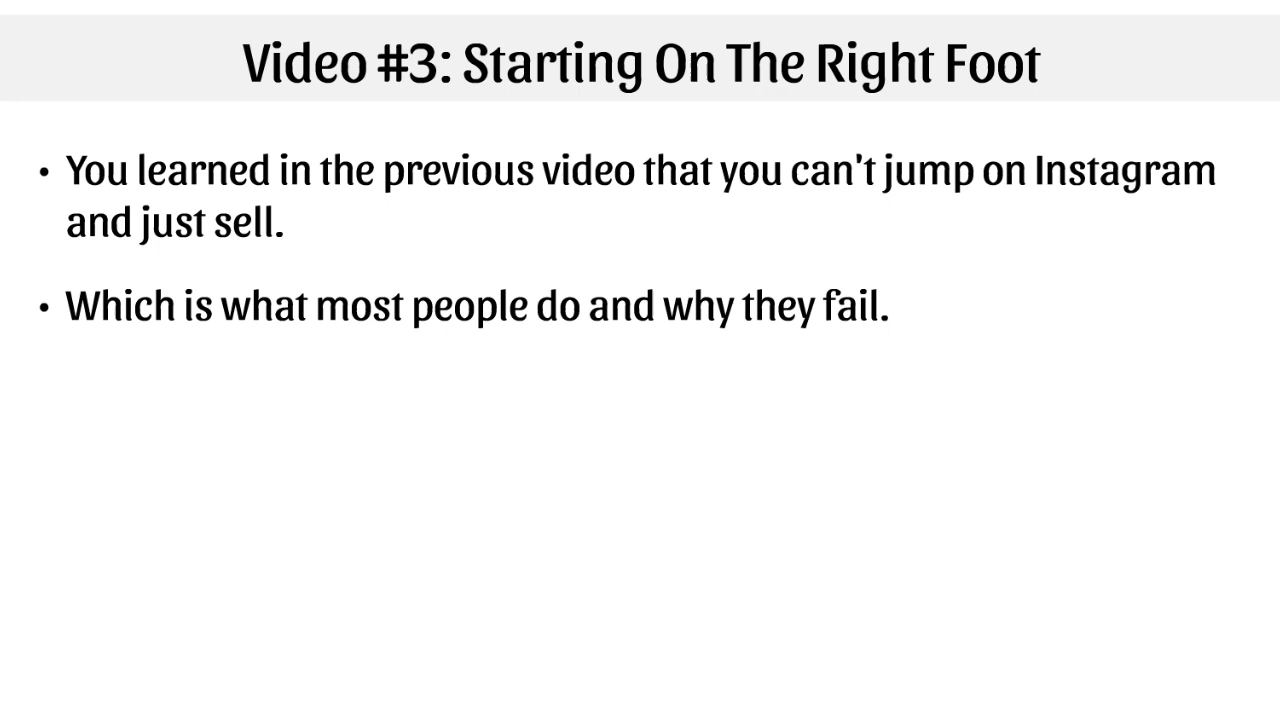 Video #3: Starting On The Right Foot
• You learned in the previous video that you can't jump on Instagram
and just sell.
• Which is what most people do and why they fail.